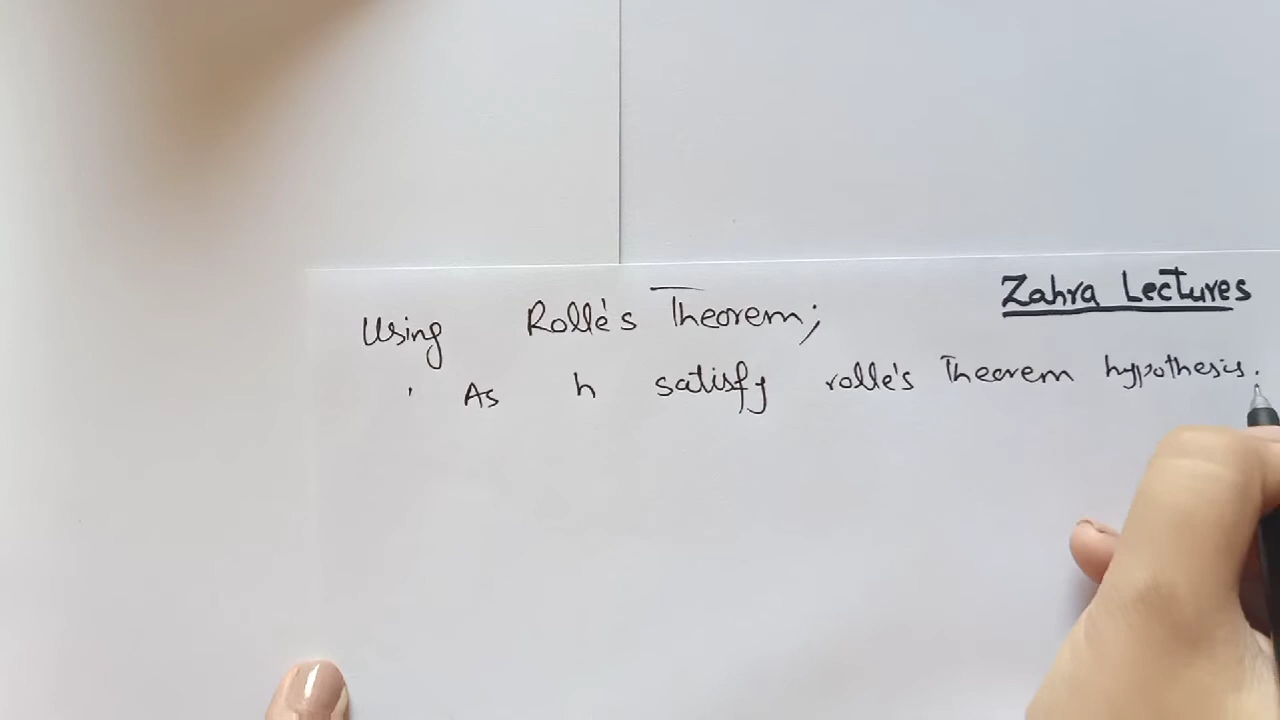 Zahra Lectures
Using Rolle's Theorem;
As h satisfy rolle's Theorem hypothesis.